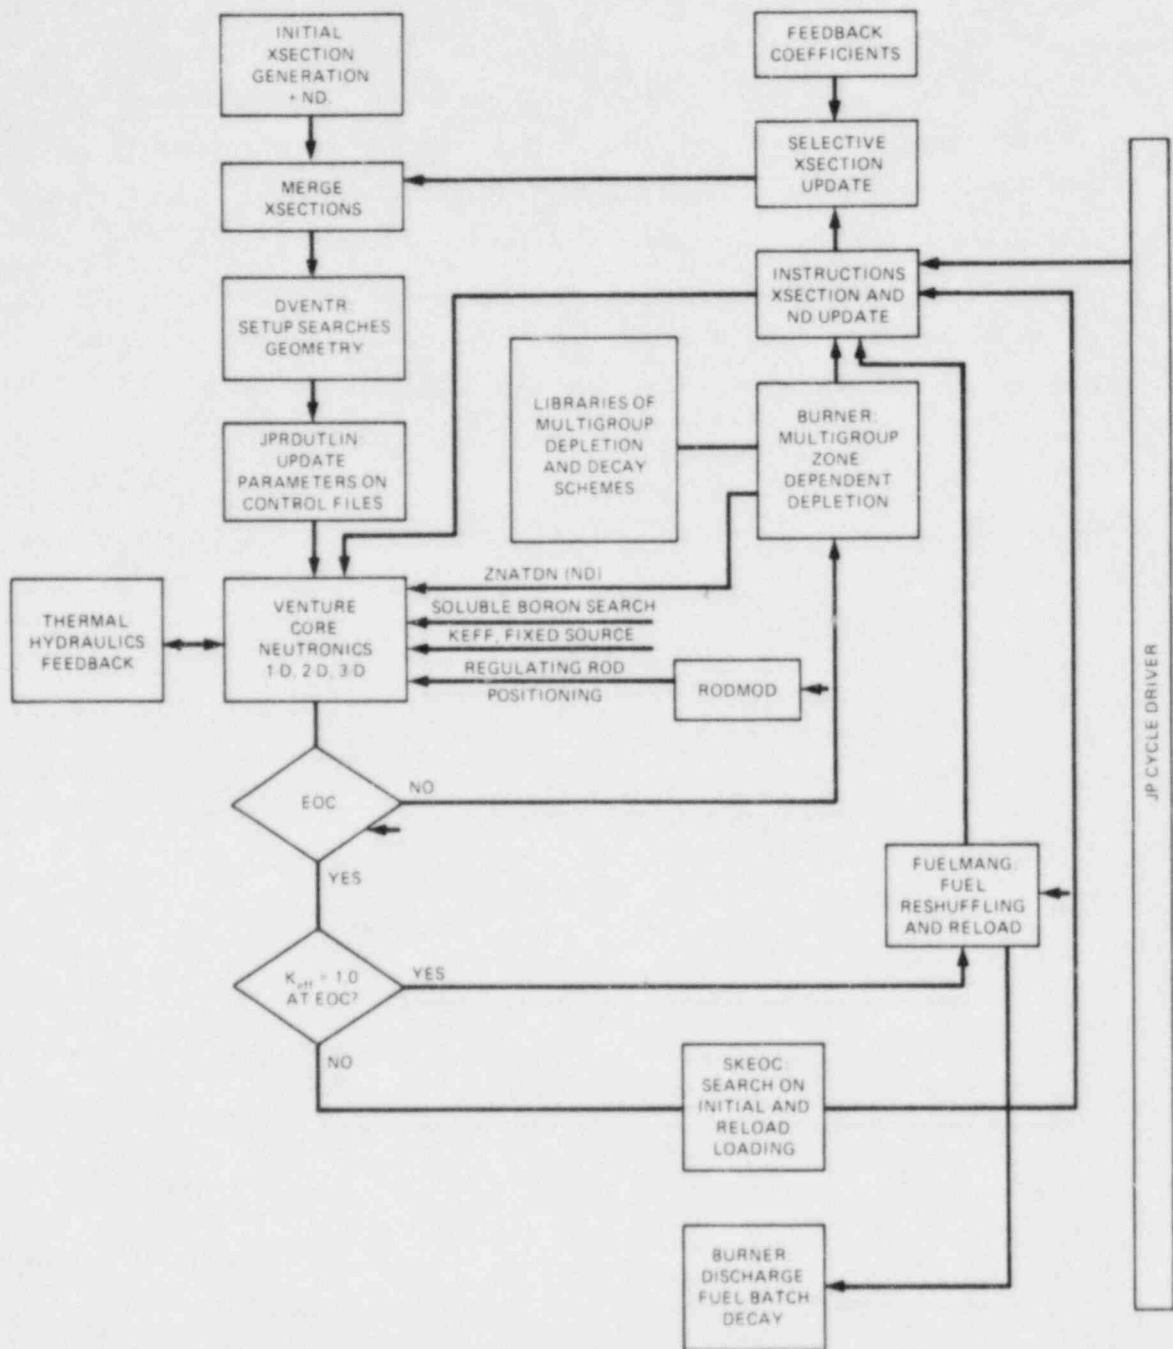 INITIAL
XSECTION
GENERATION
+ ND.
FEEDBACK
COEFFICIENTS
MERGE
XSECTIONS
SELECTIVE
XSECTION
UPDATE
DVENTR:
SETUP SEARCHES
GEOMETRY
INSTRUCTIONS
XSECTION AND
ND UPDATE
JPRDUTLIN:
UPDATE
PARAMETERS ON
CONTROL FILES
LIBRARIES OF
MULTIGROUP
DEPLETION
AND DECAY
SCHEMES
BURNER:
MULTIGROUP
ZONE
DEPENDENT
DEPLETION
THERMAL
HYDRAULICS
FEEDBACK
VENTURE
CORE
NEUTRONICS
1-D, 2-D, 3-D
ZNATDN (ND)
SOLUBLE BORON SEARCH
KEFF, FIXED SOURCE
REGULATING ROD
POSITIONING
RODMOD
JP CYCLE DRIVER
EOC
NO
YES
FUELMANG:
FUEL
RESHUFFLING
AND RELOAD
Keff = 1.0
AT EOC?
YES
NO
SKEOC:
SEARCH ON
INITIAL AND
RELOAD
LOADING
BURNER:
DISCHARGE
FUEL BATCH
DECAY